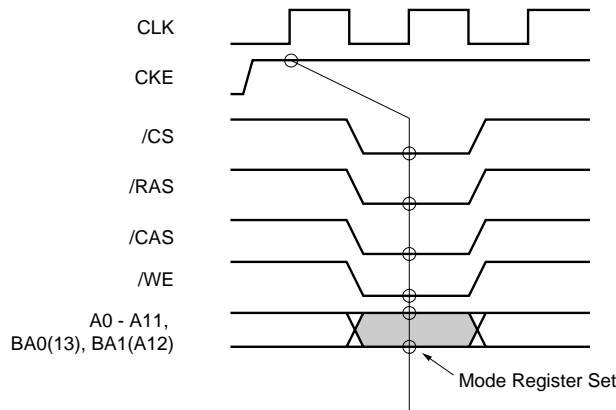 CLK
CKE
/CS
/RAS
/CAS
/WE
A0 - A11,
BA0(13), BA1(A12)
Mode Register Set